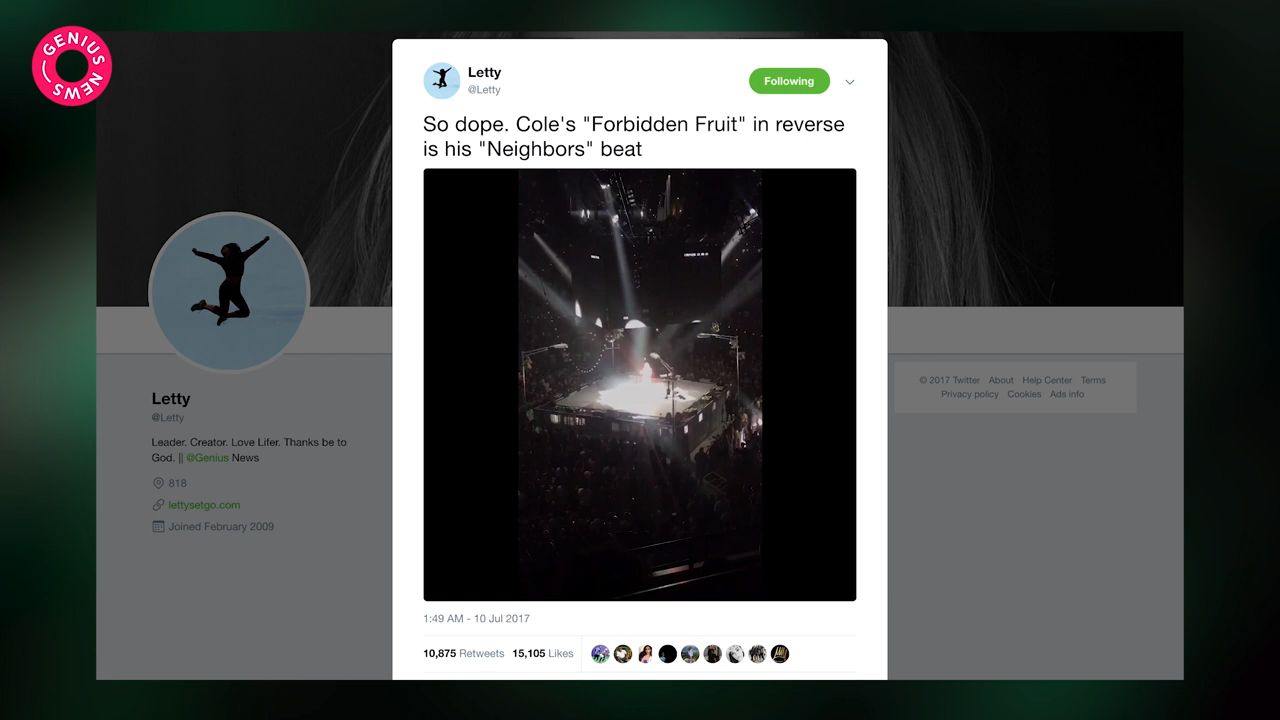 GENIUS NEWS
Letty
@Letty
Following
So dope. Cole's "Forbidden Fruit" in reverse
is his "Neighbors" beat
1:49 AM - 10 Jul 2017
10,875 Retweets 15,105 Likes
Letty
@Letty
Leader. Creator. Love Lifer. Thanks be to
God. || @Genius News
818
lettysetgo.com
Joined February 2009
© 2017 Twitter About Help Center Terms
Privacy policy Cookies Ads info